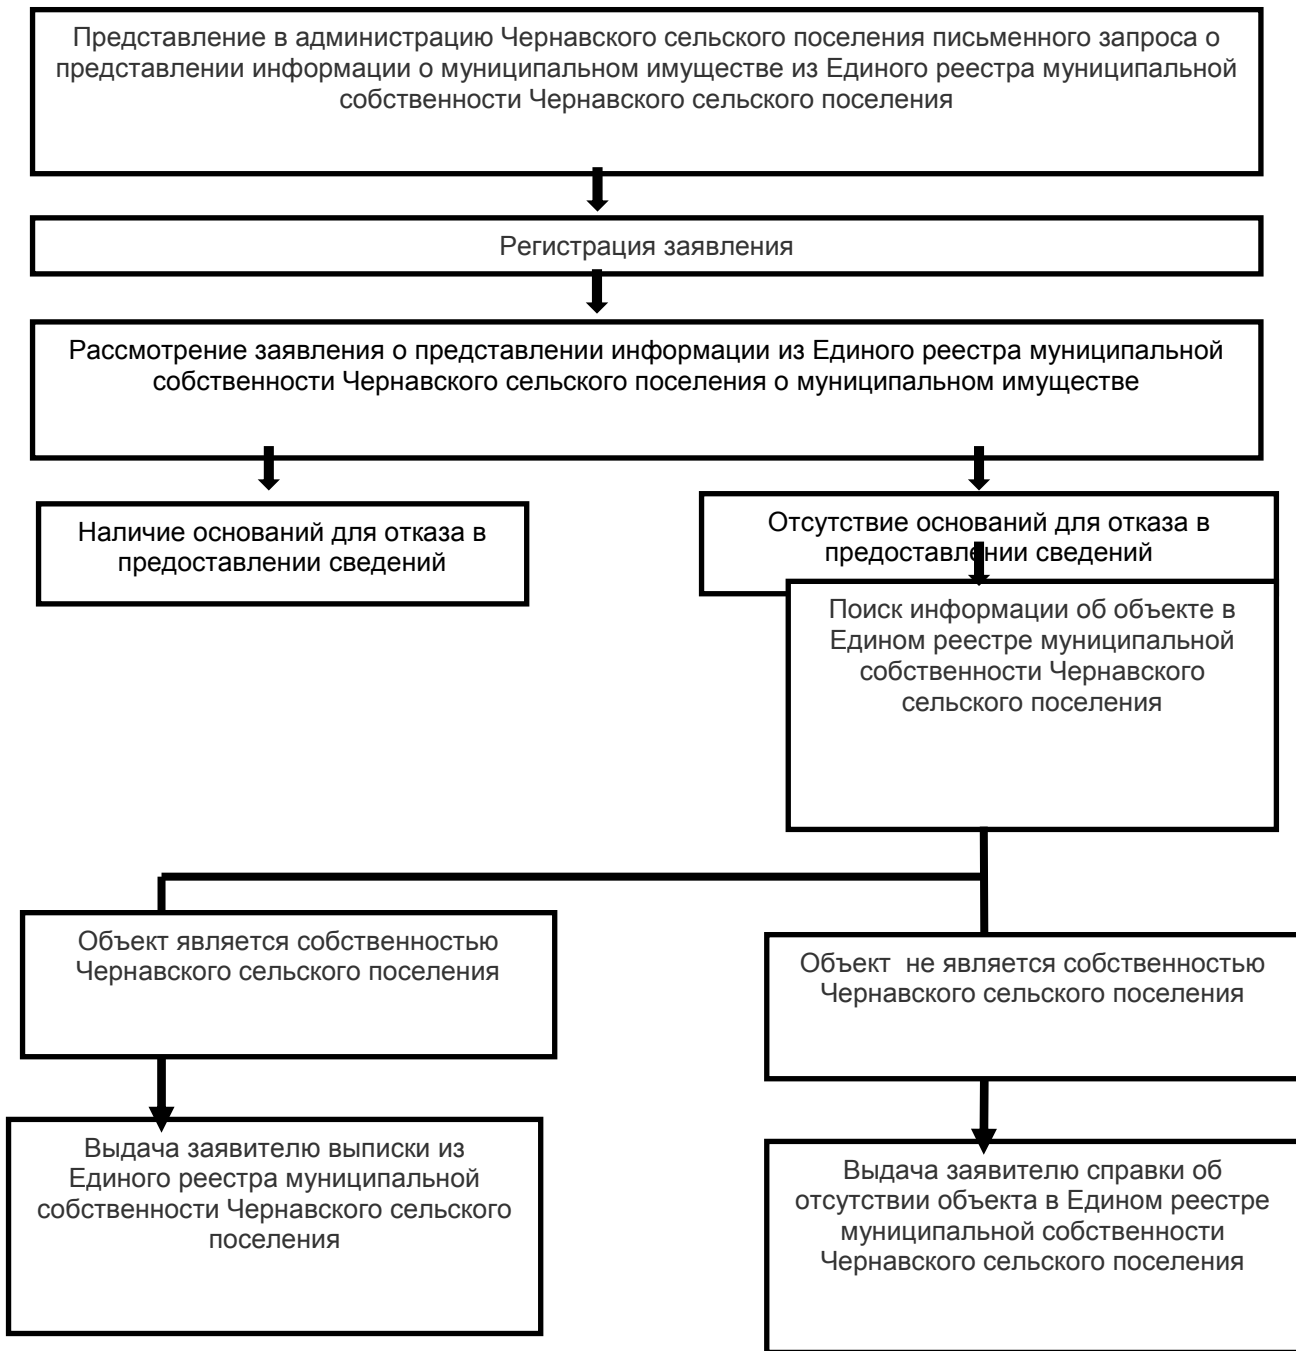 Представление в администрацию Чернавского сельского поселения письменного запроса о
представлении информации о муниципальном имуществе из Единого реестра муниципальной
собственности Чернавского сельского поселения
Регистрация заявления
Рассмотрение заявления о представлении информации из Единого реестра муниципальной
собственности Чернавского сельского поселения о муниципальном имуществе
Наличие оснований для отказа в
предоставлении сведений
Отсутствие оснований для отказа в
предоставлении сведений
Поиск информации об объекте в
Едином реестре муниципальной
собственности Чернавского
сельского поселения
Объект является собственностью
Чернавского сельского поселения
Объект  не является собственностью
Чернавского сельского поселения
Выдача заявителю выписки из
Единого реестра муниципальной
собственности Чернавского сельского
поселения
Выдача заявителю справки об
отсутствии объекта в Едином реестре
муниципальной собственности
Чернавского сельского поселения